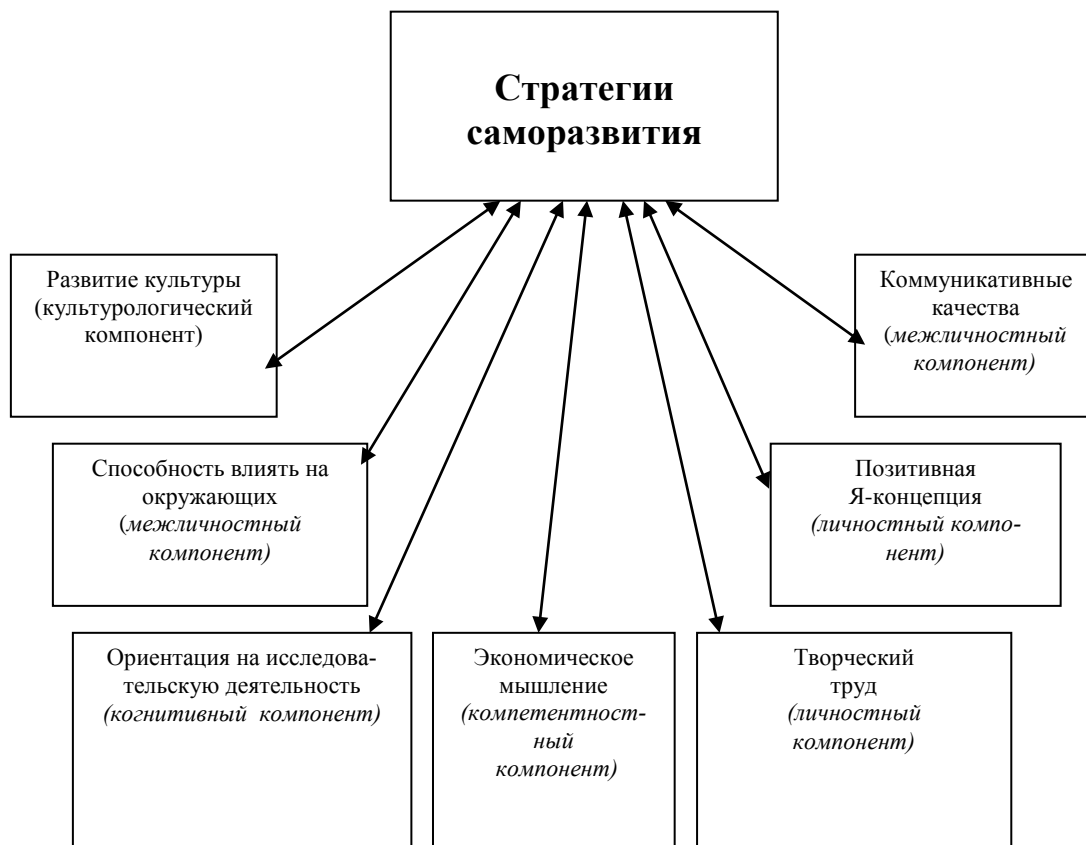 Стратегии
саморазвития
Развитие культуры
(культурологический
компонент)
Коммуникативные
качества
(межличностный
компонент)
Способность влиять на
окружающих
(межличностный
компонент)
Позитивная
Я-концепция
(личностный компо-
нент)
Ориентация на исследова-
тельскую деятельность
(когнитивный компонент)
Экономическое
мышление
(компетентност-
ный
компонент)
Творческий
труд
(личностный
компонент)